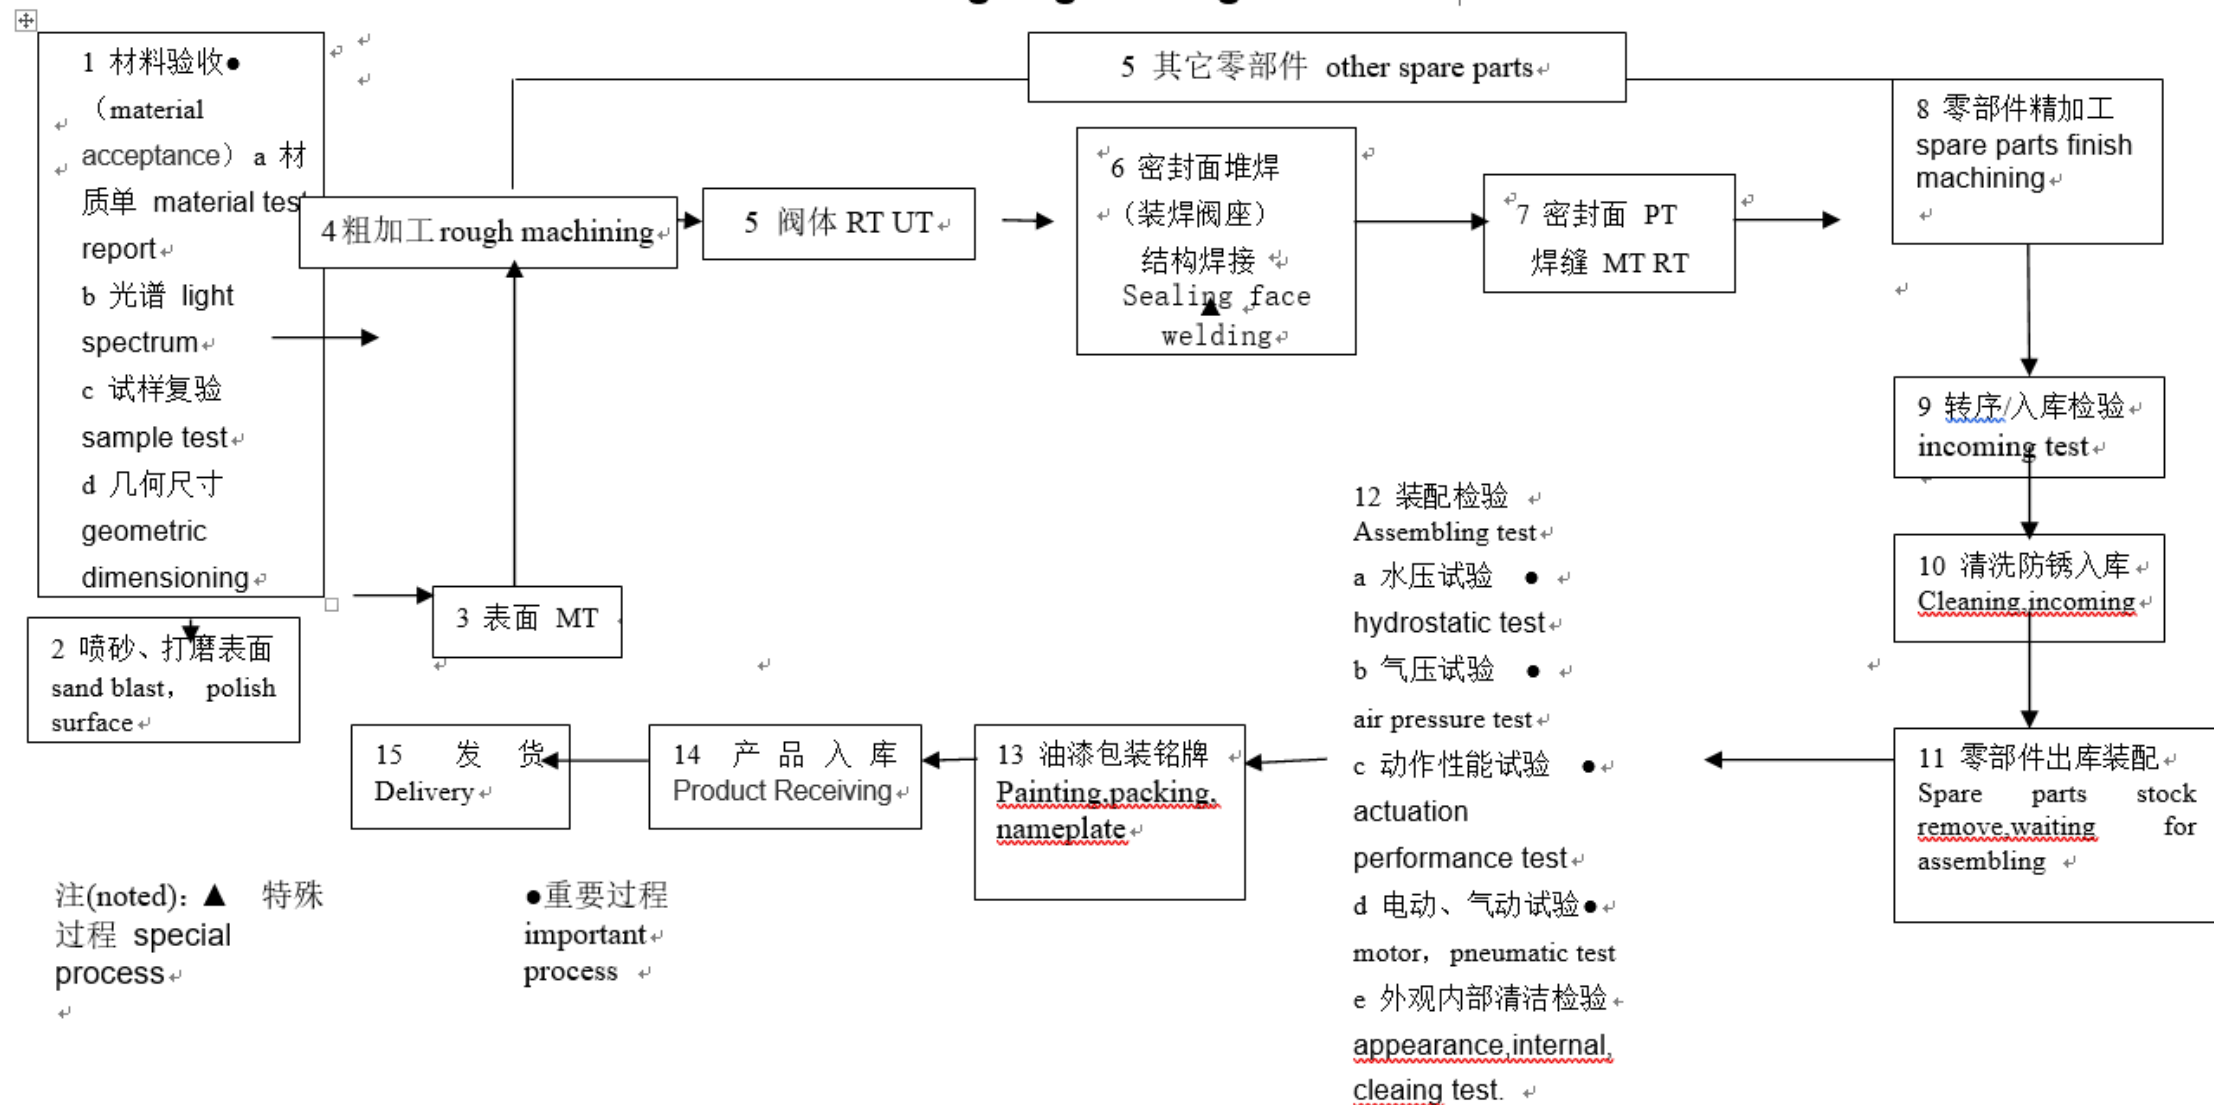 1 材料验收●
（material
acceptance）a 材
质单 material test
report
b 光谱 light
spectrum
c 试样复验
sample test
d 几何尺寸
geometric
dimensioning
2 喷砂、打磨表面
sand blast， polish
surface
3 表面 MT
4粗加工rough machining
5 其它零部件 other spare parts
5 阀体 RT UT
6 密封面堆焊
（装焊阀座）
结构焊接
Sealing face
▲
welding
7 密封面 PT
焊缝 MT RT
8 零部件精加工
spare parts finish
machining
9 转序/入库检验
incoming test
10 清洗防锈入库
Cleaning,incoming
11 零部件出库装配
Spare parts stock
remove,waiting for
assembling
12 装配检验
Assembling test
a 水压试验 ●
hydrostatic test
b 气压试验 ●
air pressure test
c 动作性能试验 ●
actuation
performance test
d 电动、气动试验●
motor，pneumatic test
e 外观内部清洁检验
appearance,internal,
cleaing test.
13 油漆包装铭牌
Painting,packing,
nameplate
14 产品入库
Product Receiving
15 发货
Delivery
注(noted)：▲ 特殊
过程 special
process
●重要过程
important
process